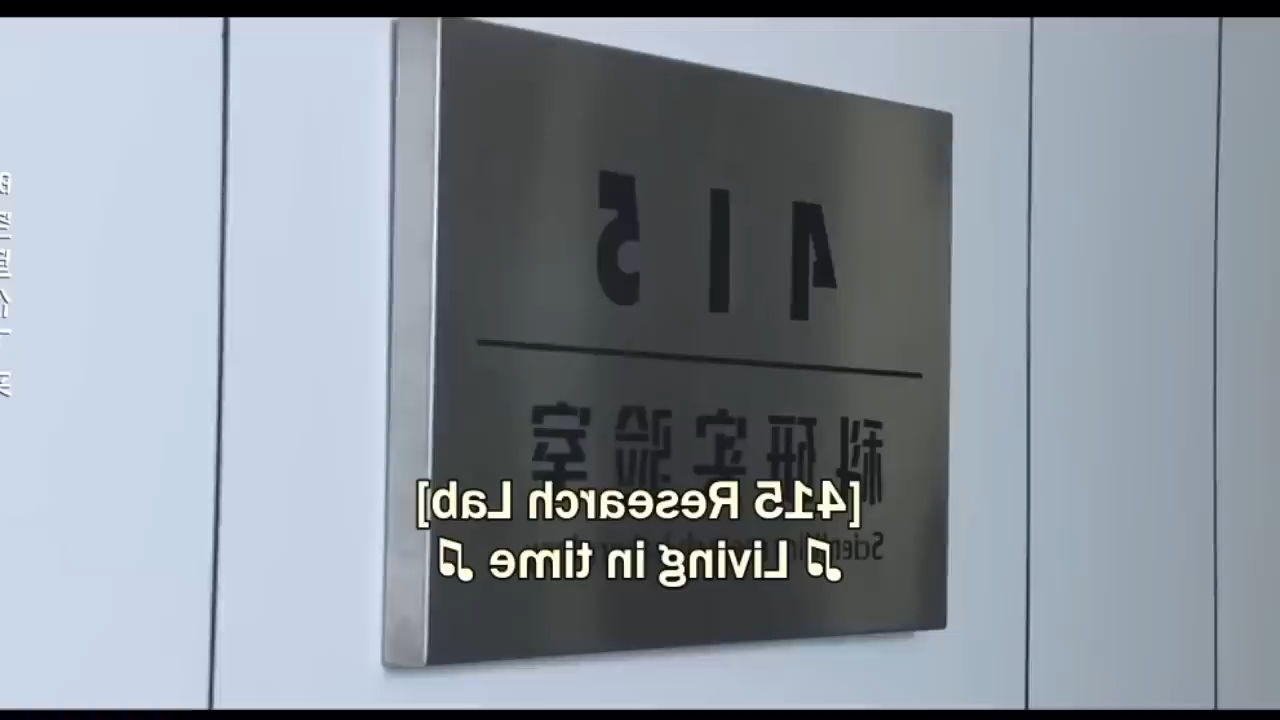 415
科研实验室
[415 Research Lab]
♫ Living in time ♫